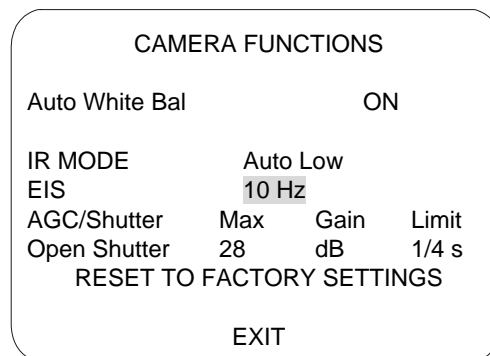 CAMERA FUNCTIONS
Auto White Bal ON
IR MODE Auto Low
EIS 10 Hz
AGC/Shutter Max Gain Limit
Open Shutter 28 dB 1/4 s
RESET TO FACTORY SETTINGS
EXIT